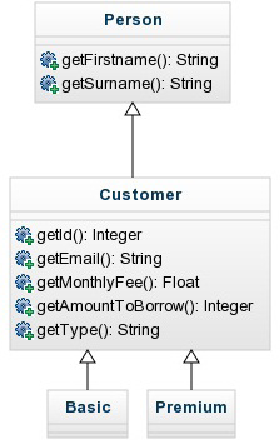 Person
getFirstname(): String
getSurname(): String
Customer
getId(): Integer
getEmail(): String
getMonthlyFee(): Float
getAmountToBorrow(): Integer
getType(): String
Basic
Premium